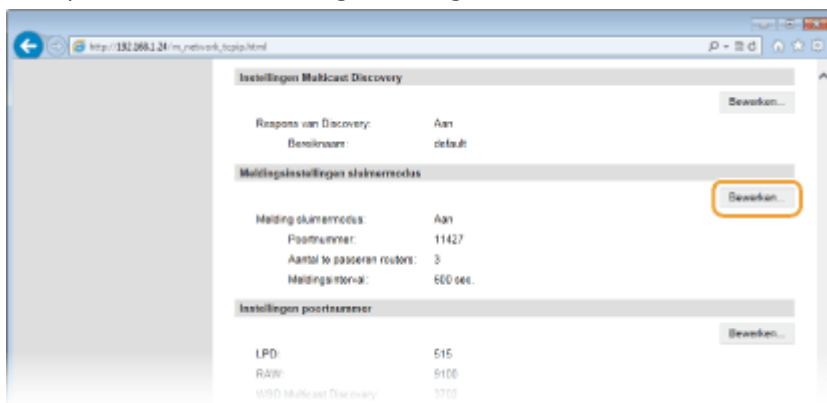 http://192.168.1.24/m_network_tcpip.html
Instellingen Multicast Discovery
Bewerken...
Respons van Discovery: Aan
Bereiknaam: default
Meldingsinstellingen sluimermodus
Bewerken...
Melding sluimermodus: Aan
Poortnummer: 11427
Aantal te passeren routers: 3
Meldingsinterval: 600 sec.
Instellingen poortnummer
Bewerken...
LPD: 515
RAW: 9100
WSD Multicast Discovery: 3702